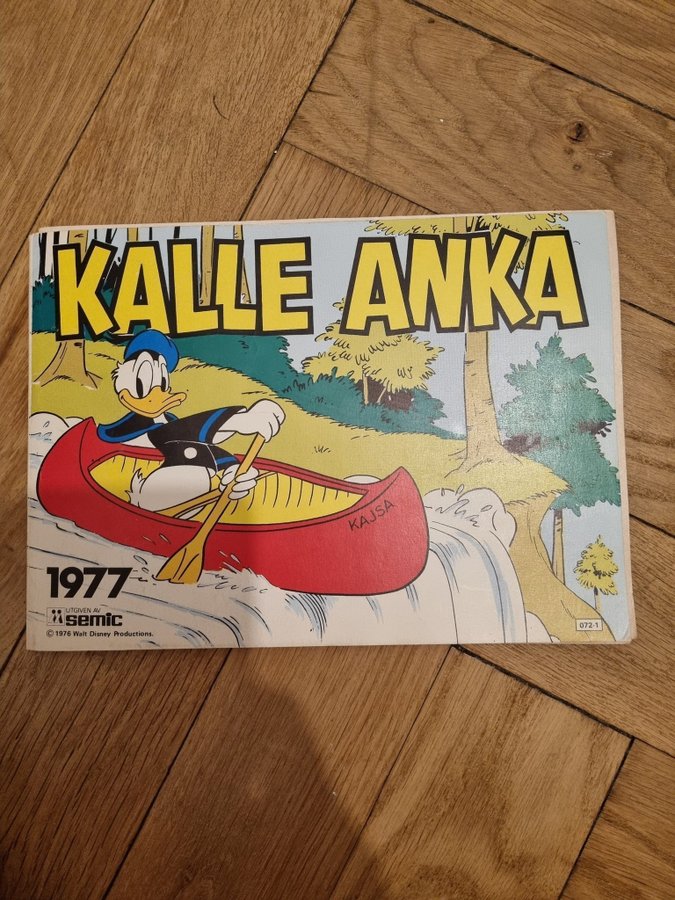 KALLE ANKA
KAJSA
1977
UTGIVEN AV
semic
© 1976 Walt Disney Productions.
072-1